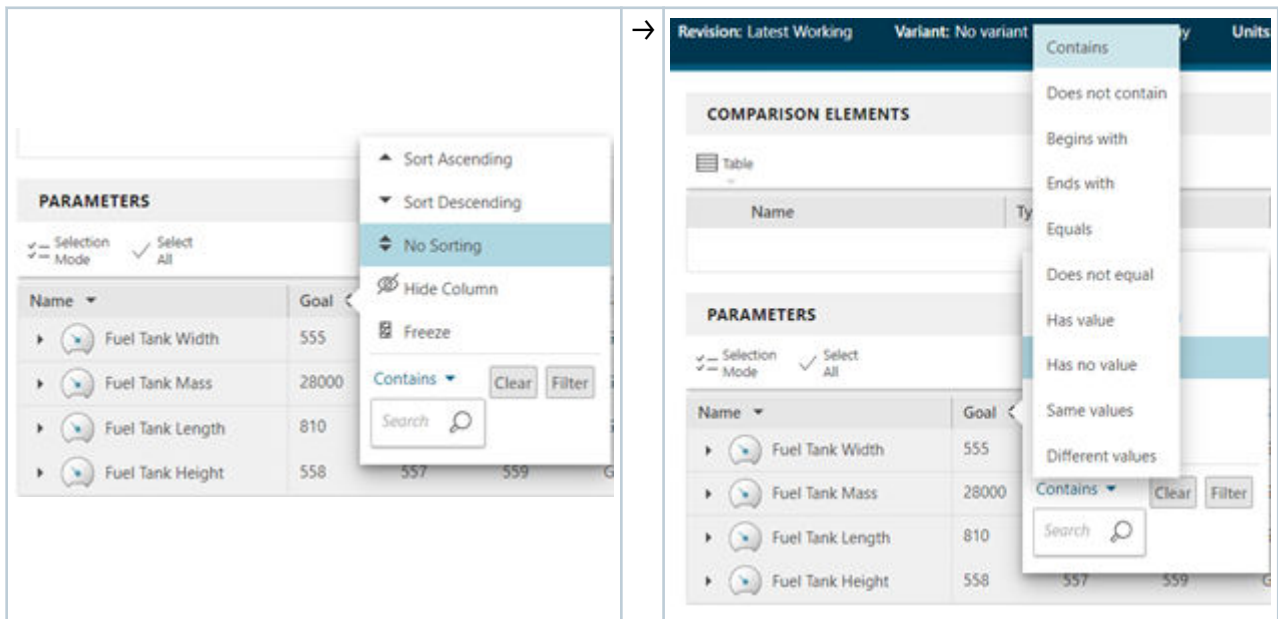 Sort Ascending
Sort Descending
PARAMETERS
Selection Mode
Select All
No Sorting
Hide Column
Name
Goal
Freeze
Fuel Tank Width 555
Fuel Tank Mass 28000
Contains
Clear
Filter
Fuel Tank Length 810
Search
Fuel Tank Height 558 557 559 G
→
Revision: Latest Working
Variant: No variant
Units
Contains
Does not contain
COMPARISON ELEMENTS
Begins with
Table
Ends with
Name
Ty
Equals
Does not equal
PARAMETERS
Has value
Selection Mode
Select All
Has no value
Name
Goal
Same values
Fuel Tank Width 555
Different values
Fuel Tank Mass 28000
Contains
Clear
Filter
Fuel Tank Length 810
Search
Fuel Tank Height 558 557 559 G